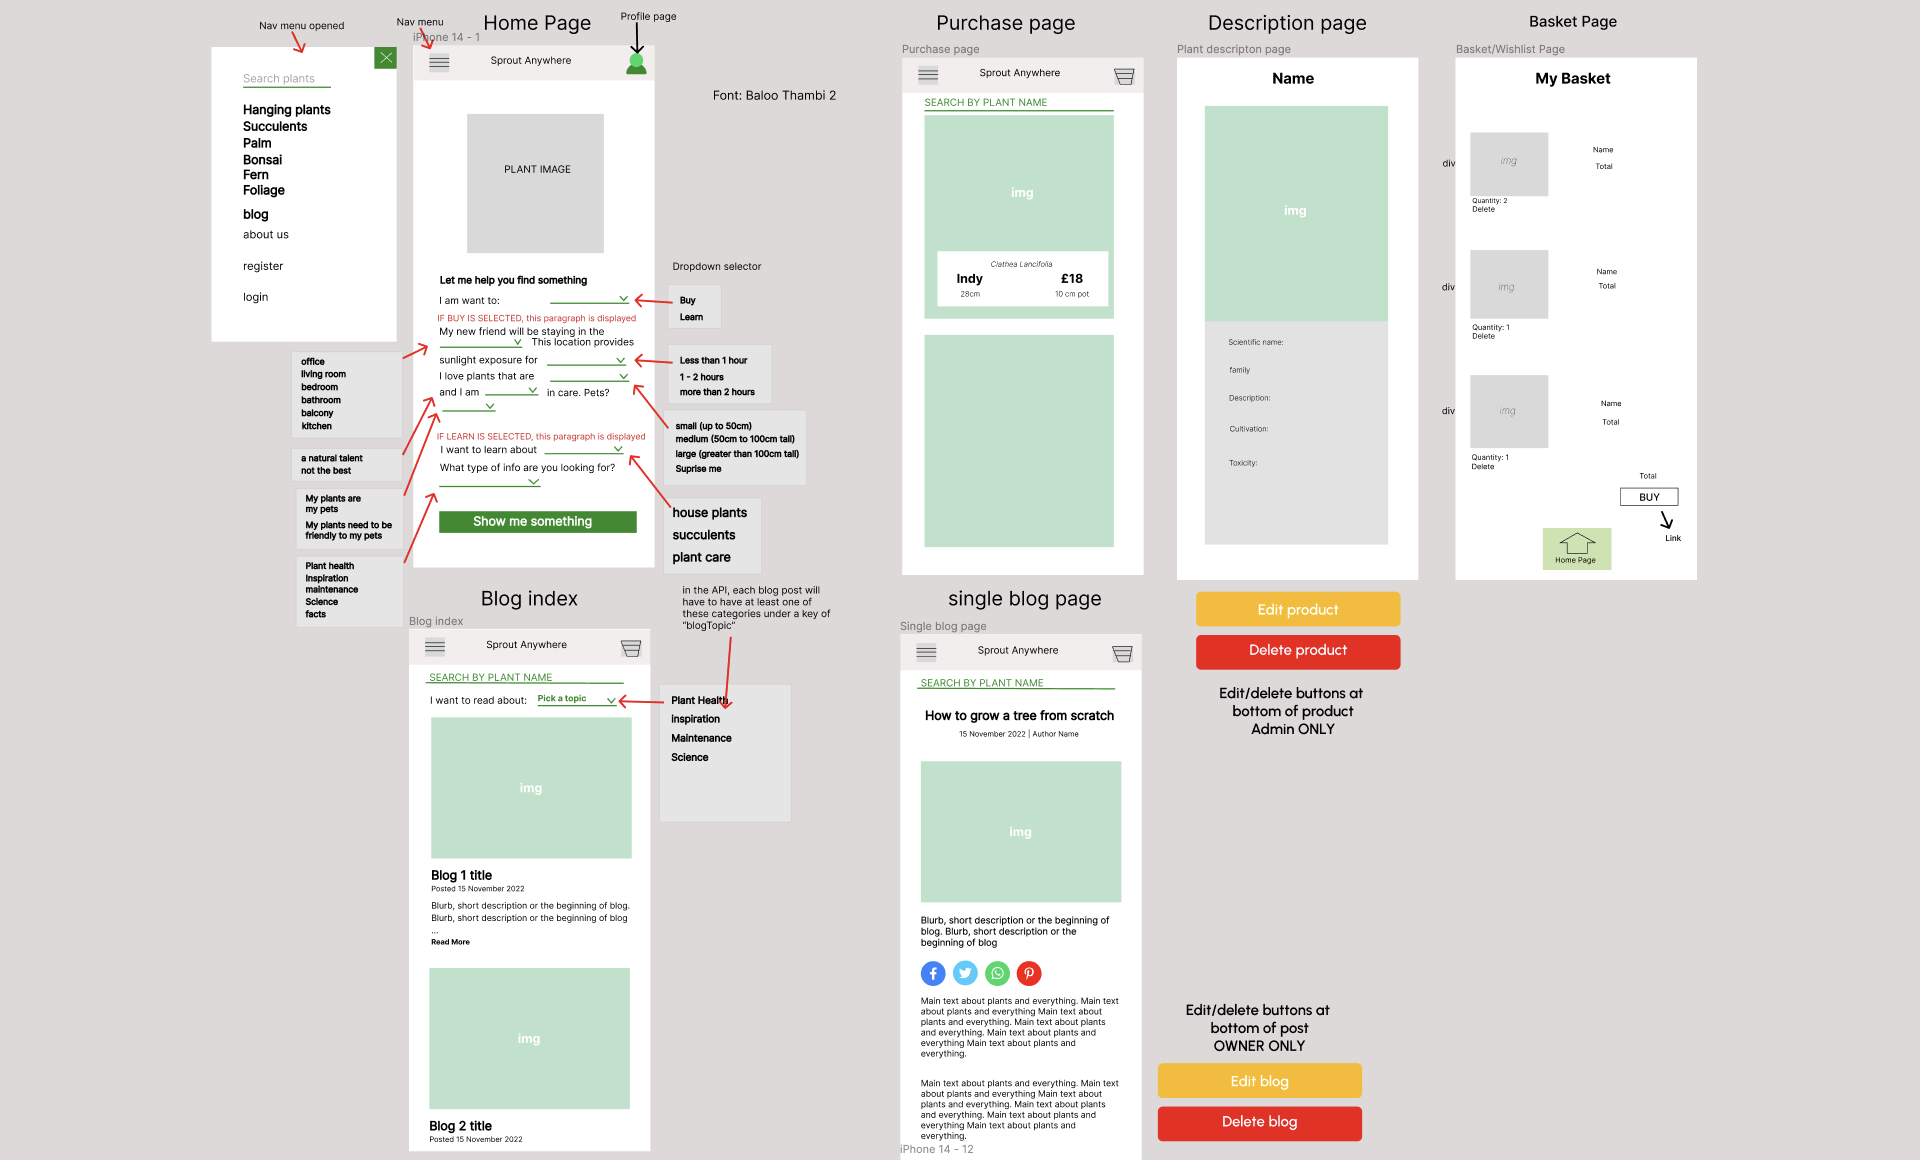 Nav menu opened
Search plants
Hanging plants
Succulents
Palm
Bonsai
Fern
Foliage
blog
about us
register
login
Nav menu
Home Page
Profile page
iPhone 14 - 1
Sprout Anywhere
Font: Baloo Thambi 2
PLANT IMAGE
Let me help you find something
I am want to:
IF BUY IS SELECTED, this paragraph is displayed
My new friend will be staying in the
This location provides
sunlight exposure for
I love plants that are
and I am
in care. Pets?
IF LEARN IS SELECTED, this paragraph is displayed
I want to learn about
What type of info are you looking for?
Show me something
office
living room
bedroom
bathroom
balcony
kitchen
a natural talent
not the best
My plants are
my pets
My plants need to be
friendly to my pets
Plant health
Inspiration
maintenance
Science
facts
Dropdown selector
Buy
Learn
Less than 1 hour
1 - 2 hours
more than 2 hours
small (up to 50cm)
medium (50cm to 100cm tall)
large (greater than 100cm tall)
Suprise me
house plants
succulents
plant care
in the API, each blog post will
have to have at least one of
these categories under a key of
"blogTopic"
Purchase page
Purchase page
Sprout Anywhere
SEARCH BY PLANT NAME
img
Clathea Lancifolia
Indy
£18
28cm
10 cm pot
Description page
Plant descripton page
Name
img
Scientific name:
family
Description:
Cultivation:
Toxicity:
Edit product
Delete product
Edit/delete buttons at
bottom of product
Admin ONLY
Basket Page
Basket/Wishlist Page
My Basket
div
img
Name
Total
Quantity: 2
Delete
div
img
Name
Total
Quantity: 1
Delete
div
img
Name
Total
Quantity: 1
Delete
Total
BUY
Link
Home Page
Blog index
Blog index
Sprout Anywhere
SEARCH BY PLANT NAME
I want to read about:
Pick a topic
Plant Health
inspiration
Maintenance
Science
img
Blog 1 title
Posted 15 November 2022
Blurb, short description or the beginning of blog.
Blurb, short description or the beginning of blog
...
Read More
img
Blog 2 title
Posted 15 November 2022
single blog page
Single blog page
Sprout Anywhere
SEARCH BY PLANT NAME
How to grow a tree from scratch
15 November 2022 | Author Name
img
Blurb, short description or the beginning of
blog. Blurb, short description or the
beginning of blog
Main text about plants and everything. Main text
about plants and everything Main text about
plants and everything. Main text about plants
and everything. Main text about plants and
everything Main text about plants and
everything.
Main text about plants and everything. Main text
about plants and everything Main text about
plants and everything. Main text about plants
and everything. Main text about plants and
everything Main text about plants and
everything.
iPhone 14 - 12
Edit/delete buttons at
bottom of post
OWNER ONLY
Edit blog
Delete blog